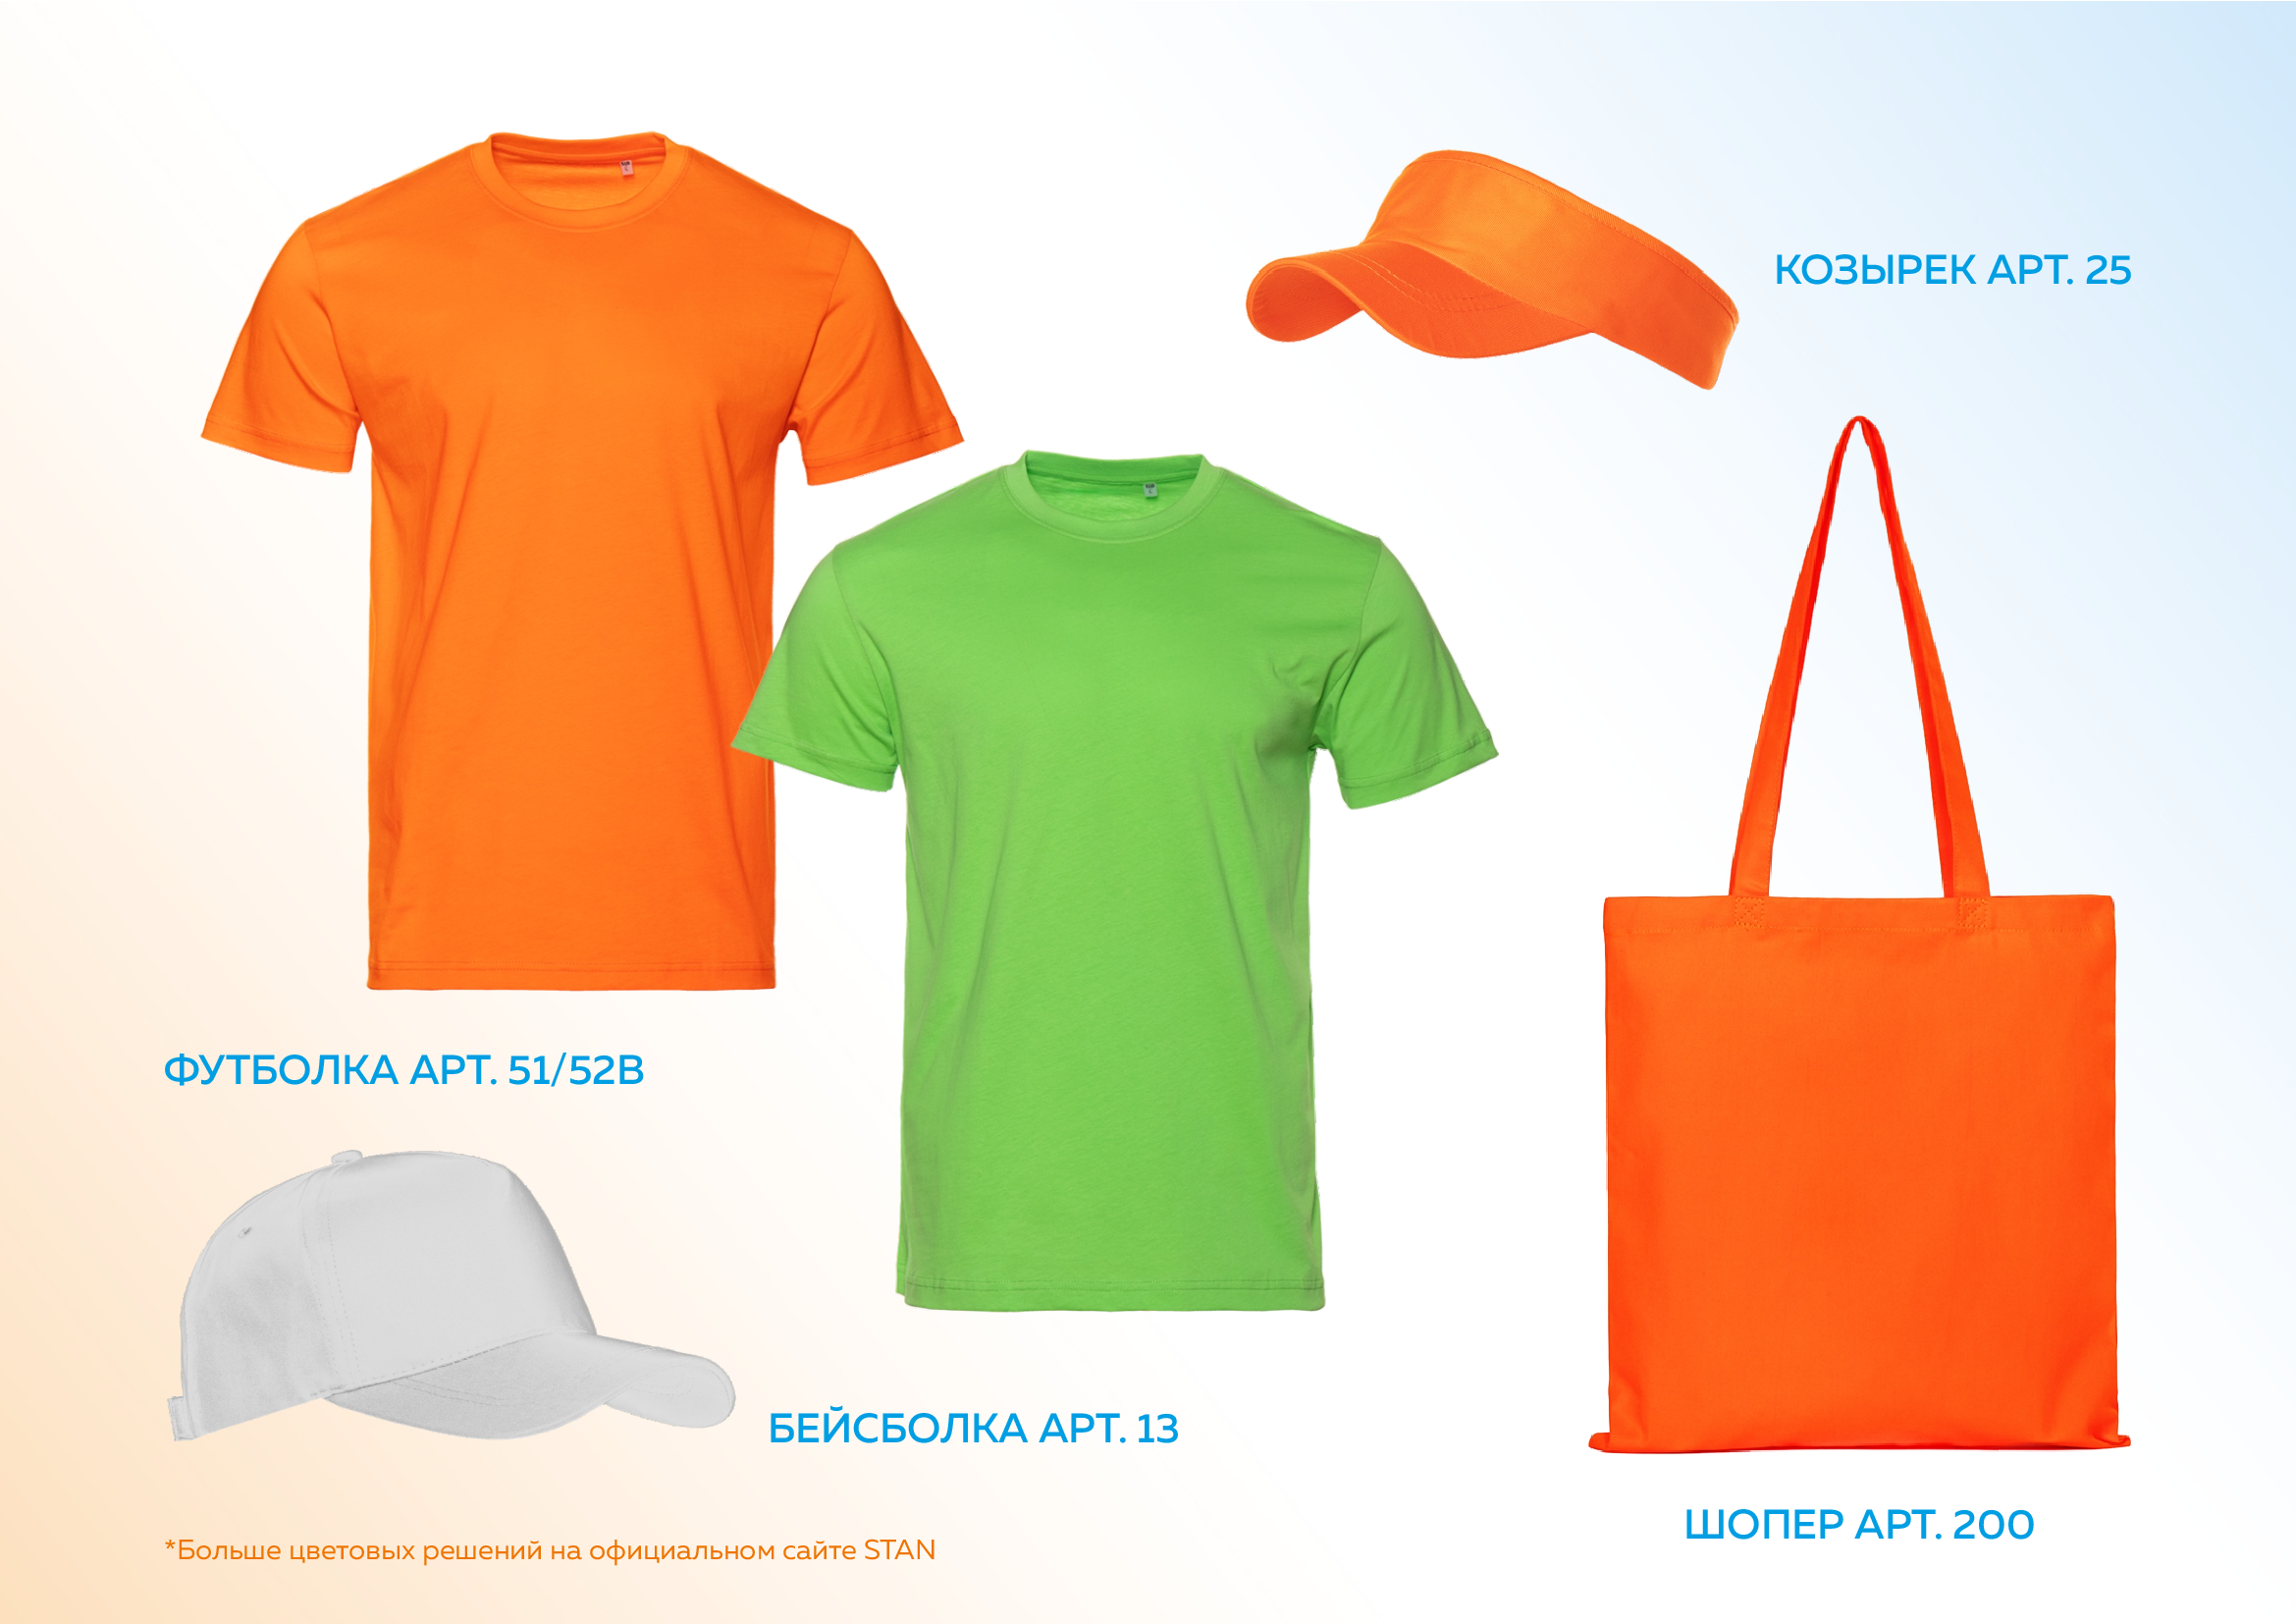 КОЗЫРЕК АРТ. 25
ФУТБОЛКА АРТ. 51/52В
БЕЙСБОЛКА АРТ. 13
ШОПЕР АРТ. 200
*Больше цветовых решений на официальном сайте STAN